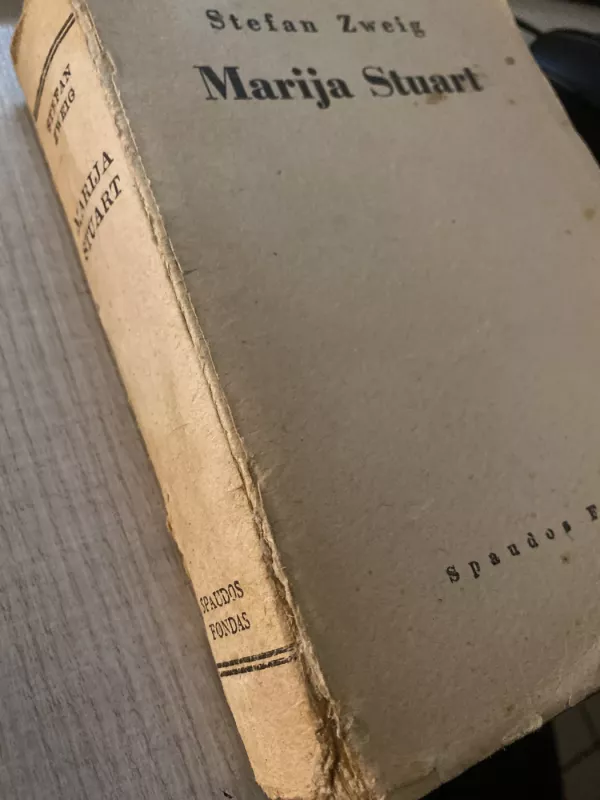 Stefan Zweig
Marija Stuart
Spaudos F
STEFAN
ZWEIG
MARIJA
STUART
SPAUDOS
FONDAS